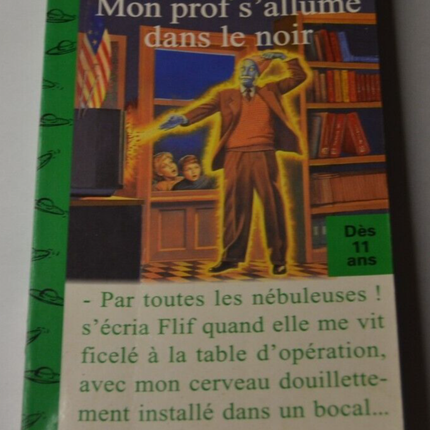 Mon prof s'allume
dans le noir
Dès
11
ans
- Par toutes les nébuleuses !
s'écria Flif quand elle me vit
ficelé à la table d'opération,
avec mon cerveau douillette-
ment installé dans un bocal...